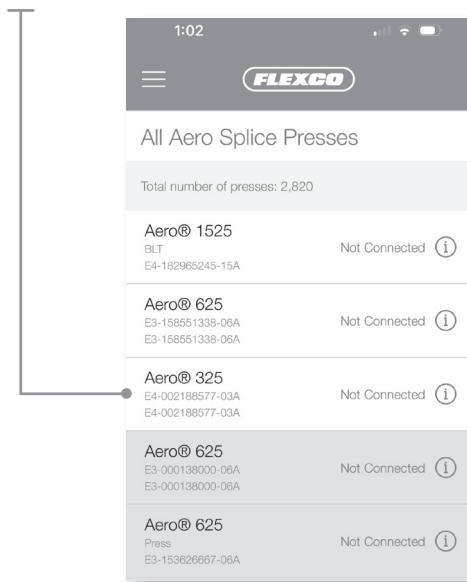 1:02
FLEXCO
All Aero Splice Presses
Total number of presses: 2,820
Aero® 1525
BLT
E4-182965245-15A
Not Connected
Aero® 625
E3-158551338-06A
E3-158551338-06A
Not Connected
Aero® 325
E4-002188577-03A
E4-002188577-03A
Not Connected
Aero® 625
E3-000138000-06A
E3-000138000-06A
Not Connected
Aero® 625
Press
E3-153626667-06A
Not Connected